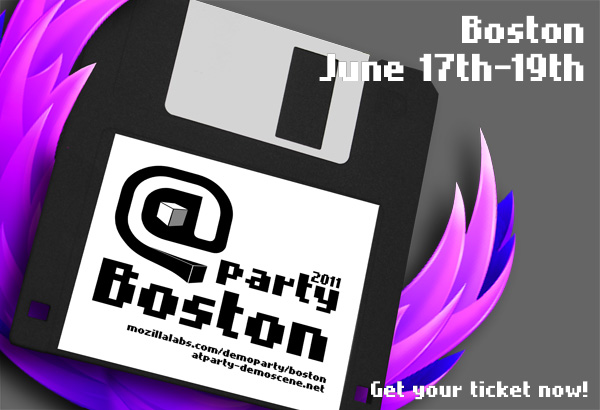 Boston
June 17th-19th
@
party 2011
Boston
mozillalabs.com/demoparty/boston
atparty-demoscene.net
Get your ticket now!